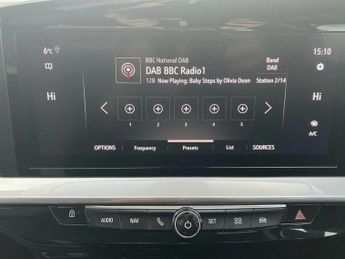 6°c
BBC National DAB
Band
15:10
DAB BBC Radio1
DAB
12B Now Playing: Baby Steps by Olivia Dean
Station 2/14
Hi
Hi
1 2 3 4 5
A/C
OPTIONS Frequency Presets List SOURCES
AUDIO NAV SET